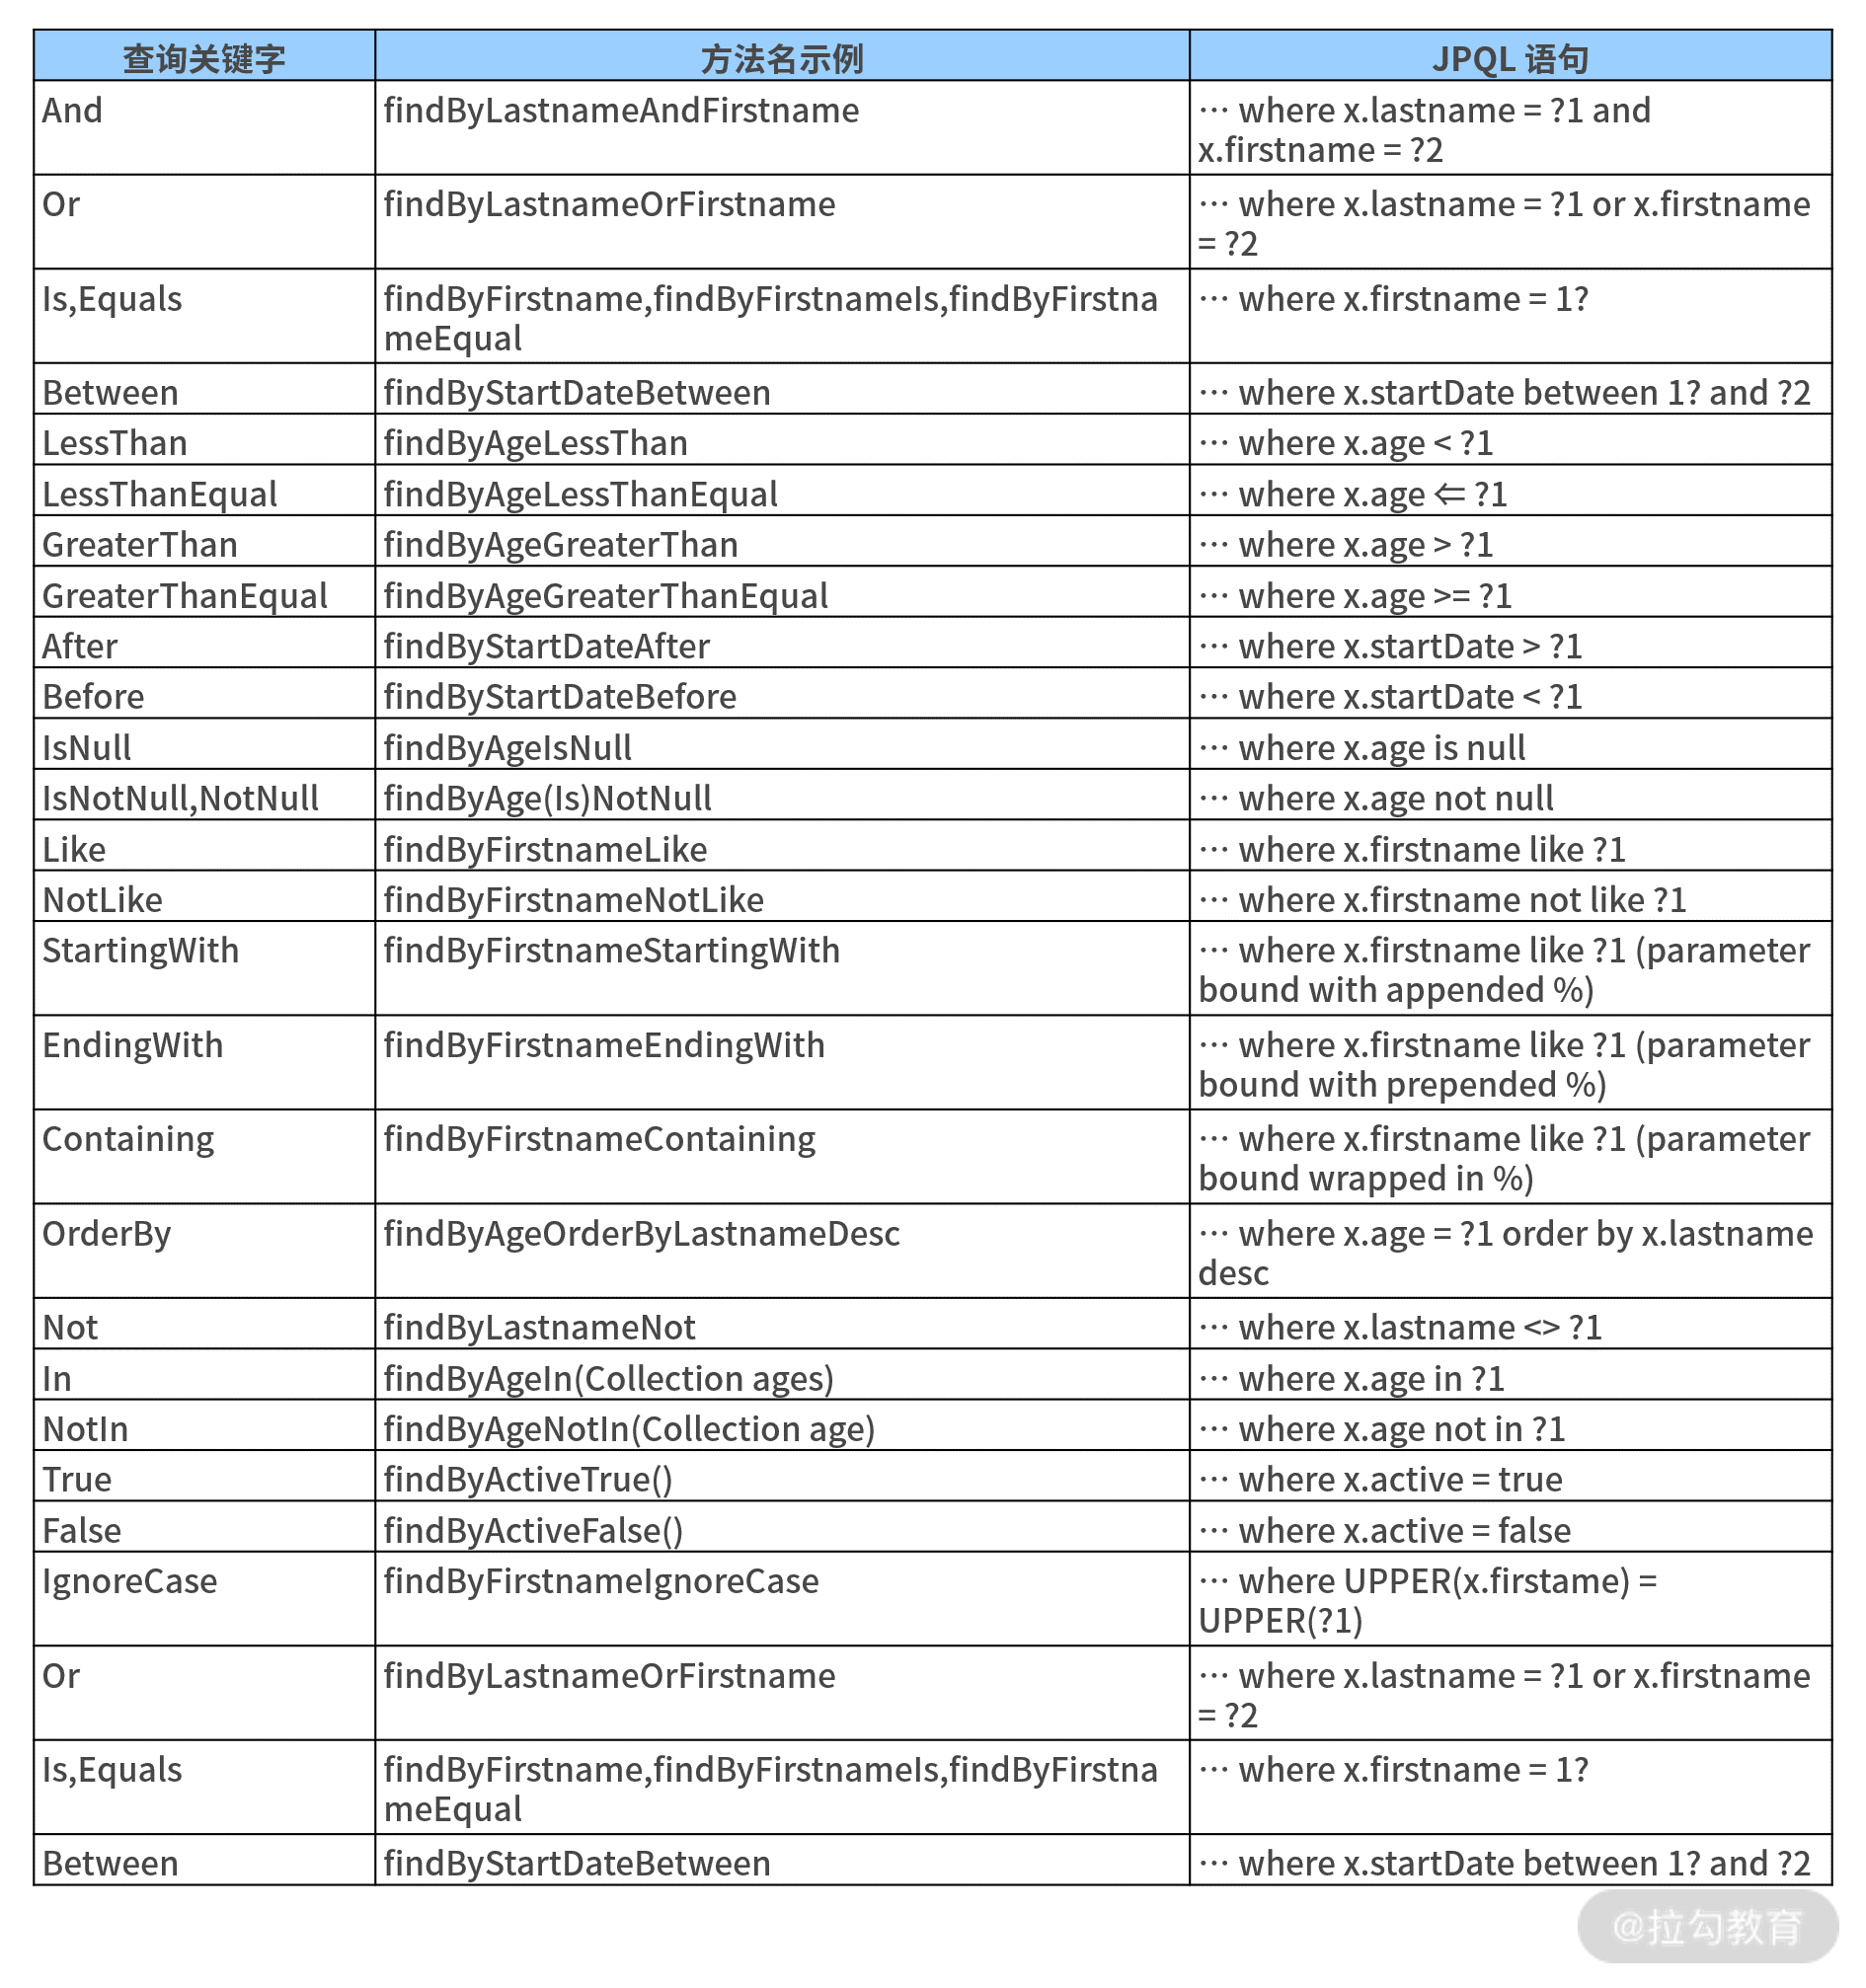 查询关键字 方法名示例 JPQL 语句
And findByLastnameAndFirstname ··· where x.lastname = ?1 and
x.firstname = ?2
Or findByLastnameOrFirstname ··· where x.lastname = ?1 or x.firstname
= ?2
Is,Equals findByFirstname,findByFirstnameIs,findByFirstna ··· where x.firstname = 1?
meEqual
Between findByStartDateBetween ··· where x.startDate between 1? and ?2
LessThan findByAgeLessThan ··· where x.age < ?1
LessThanEqual findByAgeLessThanEqual ··· where x.age ⇐ ?1
GreaterThan findByAgeGreaterThan ··· where x.age > ?1
GreaterThanEqual findByAgeGreaterThanEqual ··· where x.age >= ?1
After findByStartDateAfter ··· where x.startDate > ?1
Before findByStartDateBefore ··· where x.startDate < ?1
IsNull findByAgeIsNull ··· where x.age is null
IsNotNull,NotNull findByAge(Is)NotNull ··· where x.age not null
Like findByFirstnameLike ··· where x.firstname like ?1
NotLike findByFirstnameNotLike ··· where x.firstname not like ?1
StartingWith findByFirstnameStartingWith ··· where x.firstname like ?1 (parameter
bound with appended %)
EndingWith findByFirstnameEndingWith ··· where x.firstname like ?1 (parameter
bound with prepended %)
Containing findByFirstnameContaining ··· where x.firstname like ?1 (parameter
bound wrapped in %)
OrderBy findByAgeOrderByLastnameDesc ··· where x.age = ?1 order by x.lastname
desc
Not findByLastnameNot ··· where x.lastname <> ?1
In findByAgeIn(Collection ages) ··· where x.age in ?1
NotIn findByAgeNotIn(Collection age) ··· where x.age not in ?1
True findByActiveTrue() ··· where x.active = true
False findByActiveFalse() ··· where x.active = false
IgnoreCase findByFirstnameIgnoreCase ··· where UPPER(x.firstame) =
UPPER(?1)
Or findByLastnameOrFirstname ··· where x.lastname = ?1 or x.firstname
= ?2
Is,Equals findByFirstname,findByFirstnameIs,findByFirstna ··· where x.firstname = 1?
meEqual
Between findByStartDateBetween ··· where x.startDate between 1? and ?2
@拉勾教育